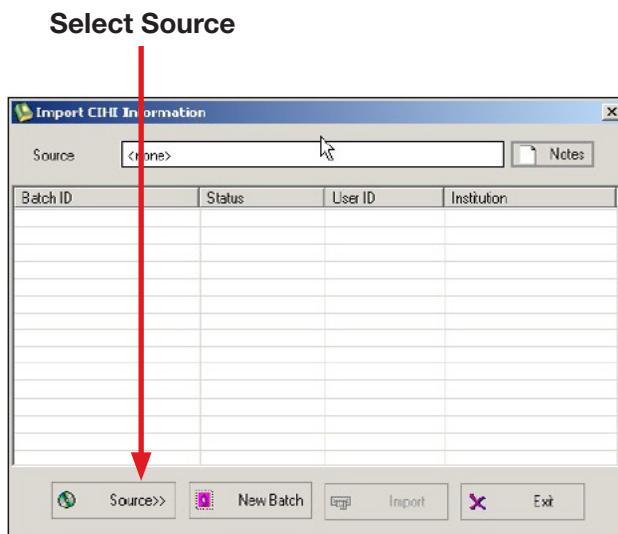 Select Source
Import CIHI Information
Source <none> Notes
Batch ID Status User ID Institution
Source>> New Batch Import Exit